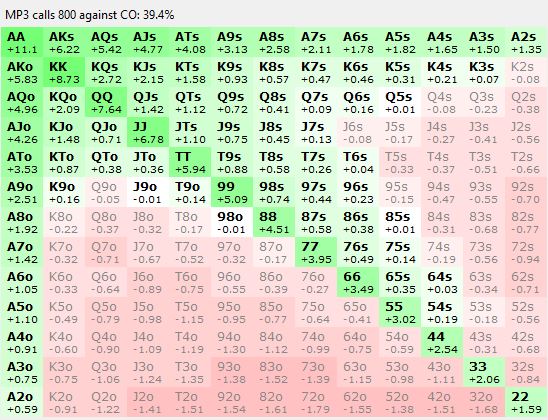 MP3 calls 800 against CO: 39.4%
AA AKs AQs AJs ATs A9s A8s A7s A6s A5s A4s A3s A2s
+11.1 +6.22 +5.42 +4.77 +4.08 +3.13 +2.58 +2.11 +1.78 +1.82 +1.65 +1.50 +1.35
AKo KK KQs KJs KTs K9s K8s K7s K6s K5s K4s K3s K2s
+5.83 +8.73 +2.72 +2.15 +1.58 +0.93 +0.57 +0.47 +0.46 +0.31 +0.21 +0.07 -0.08
AQo KQo QQ QJs QTs Q9s Q8s Q7s Q6s Q5s Q4s Q3s Q2s
+4.96 +2.09 +7.64 +1.42 +1.12 +0.72 +0.41 +0.09 +0.16 +0.01 -0.08 -0.23 -0.38
AJo KJo QJo JJ JTs J9s J8s J7s J6s J5s J4s J3s J2s
+4.26 +1.48 +0.71 +6.78 +1.10 +0.75 +0.45 +0.13 -0.08 -0.17 -0.27 -0.41 -0.56
ATo KTo QTo JTo TT T9s T8s T7s T6s T5s T4s T3s T2s
+3.53 +0.87 +0.38 +0.36 +5.94 +0.88 +0.58 +0.26 +0.04 -0.33 -0.37 -0.51 -0.66
A9o K9o Q9o J9o T9o 99 98s 97s 96s 95s 94s 93s 92s
+2.51 +0.16 -0.05 -0.01 +0.14 +5.09 +0.74 +0.44 +0.23 -0.15 -0.47 -0.55 -0.70
A8o K8o Q8o J8o T8o 98o 88 87s 86s 85s 84s 83s 82s
+1.92 -0.22 -0.37 -0.32 -0.17 -0.01 +4.51 +0.58 +0.38 +0.01 -0.31 -0.68 -0.77
A7o K7o Q7o J7o T7o 97o 87o 77 76s 75s 74s 73s 72s
+1.42 -0.32 -0.71 -0.67 -0.52 -0.32 -0.17 +3.95 +0.49 +0.14 -0.19 -0.56 -0.94
A6o K6o Q6o J6o T6o 96o 86o 76o 66 65s 64s 63s 62s
+1.05 -0.33 -0.64 -0.89 -0.75 -0.55 -0.39 -0.27 +3.49 +0.35 +0.03 -0.34 -0.71
A5o K5o Q5o J5o T5o 95o 85o 75o 65o 55 54s 53s 52s
+1.10 -0.49 -0.79 -0.98 -1.15 -0.95 -0.77 -0.64 -0.41 +3.02 +0.19 -0.18 -0.56
A4o K4o Q4o J4o T4o 94o 84o 74o 64o 54o 44 43s 42s
+0.91 -0.60 -0.90 -1.09 -1.19 -1.30 -1.12 -0.99 -0.75 -0.59 +2.54 -0.31 -0.68
A3o K3o Q3o J3o T3o 93o 83o 73o 63o 53o 43o 33 32s
+0.75 -0.75 -1.06 -1.24 -1.35 -1.38 -1.52 -1.39 -1.15 -0.98 -1.11 +2.06 -0.84
A2o K2o Q2o J2o T2o 92o 82o 72o 62o 52o 42o 32o 22
+0.59 -0.91 -1.22 -1.41 -1.51 -1.54 -1.61 -1.79 -1.55 -1.38 -1.51 -1.68 +1.59